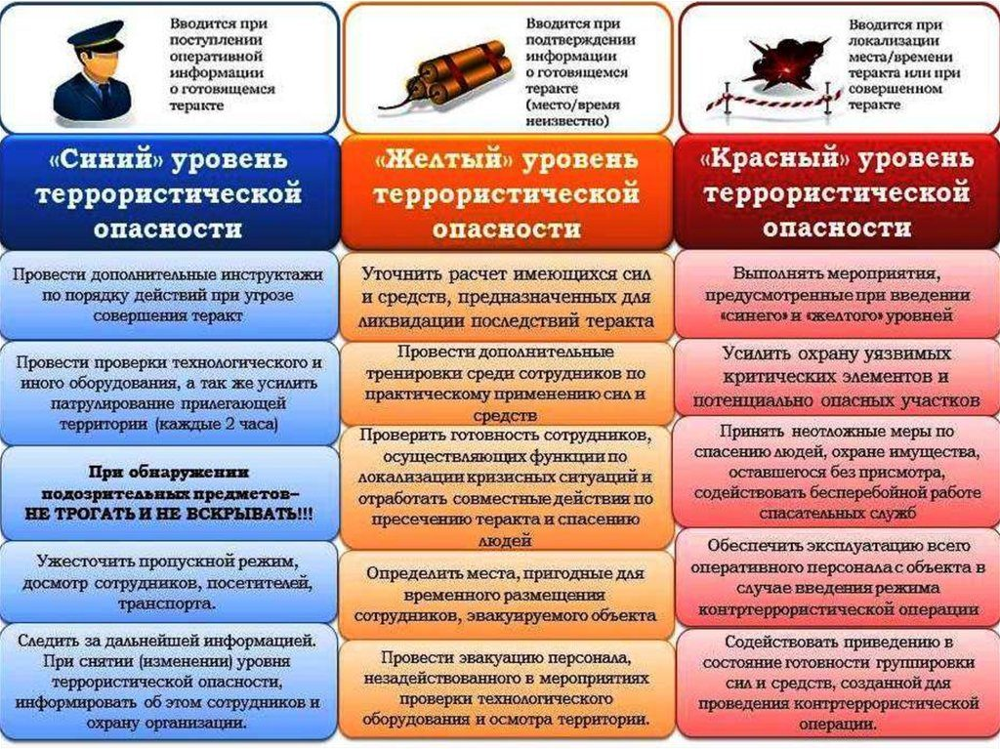 Вводится при
поступлении
оперативной
информации
о готовящемся
теракте
«Синий» уровень
террористической
опасности
Провести дополнительные инструктажи
по порядку действий при угрозе
совершения теракт
Провести проверки технологического и
иного оборудования, а так же усилить
патрулирование прилегающей
территории (каждые 2 часа)
При обнаружении
подозрительных предметов–
НЕ ТРОГАТЬ И НЕ ВСКРЫВАТЬ!!!
Ужесточить пропускной режим,
досмотр сотрудников, посетителей,
транспорта.
Следить за дальнейшей информацией.
При снятии (изменении) уровня
террористической опасности,
информировать об этом сотрудников и
охрану организации.
Вводится при
подтверждении
информации
о готовящемся
теракте
(место/время
неизвестно)
«Желтый» уровень
террористической
опасности
Уточнить расчет имеющихся сил
и средств, предназначенных для
ликвидации последствий теракта
Провести дополнительные
тренировки среди сотрудников по
практическому применению сил и
средств
Проверить готовность сотрудников,
осуществляющих функции по
локализации кризисных ситуаций и
отработать совместные действия по
пресечению теракта и спасению
людей
Определить места, пригодные для
временного размещения
сотрудников, эвакуируемого объекта
Провести эвакуацию персонала,
незадействованного в мероприятиях
проверки технологического
оборудования и осмотра территории.
Вводится при
локализации
места/времени
теракта или при
совершенном
теракте
«Красный» уровень
террористической
опасности
Выполнять мероприятия,
предусмотренные при введении
«синего» и «желтого» уровней
Усилить охрану уязвимых
критических элементов и
потенциально опасных участков
Принять неотложные меры по
спасению людей, охране имущества,
оставшегося без присмотра,
содействовать бесперебойной работе
спасательных служб
Обеспечить эксплуатацию всего
оперативного персонала с объекта в
случае введения режима
контртеррористической операции
Содействовать приведению в
состояние готовности группировки
сил и средств, созданной для
проведения контртеррористической
операции.